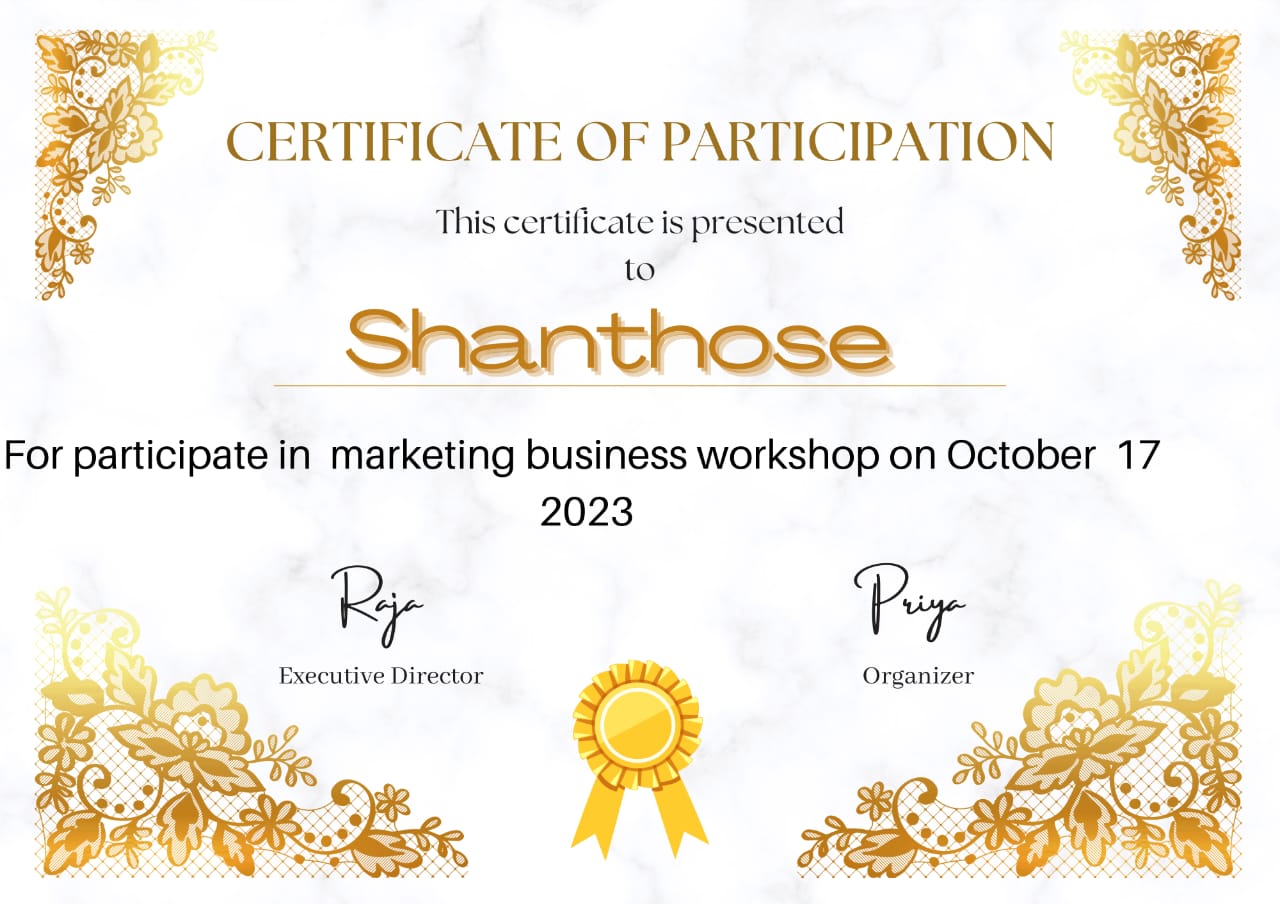 CERTIFICATE OF PARTICIPATION
This certificate is presented
to
Shanthose
For participate in  marketing business workshop on October  17
2023
Raja
Priya
Executive Director
Organizer